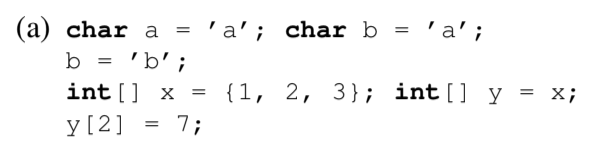 (a) char a = 'a'; char b = 'a';
b = 'b';
int[] x = {1, 2, 3}; int[] y = x;
y[2] = 7;